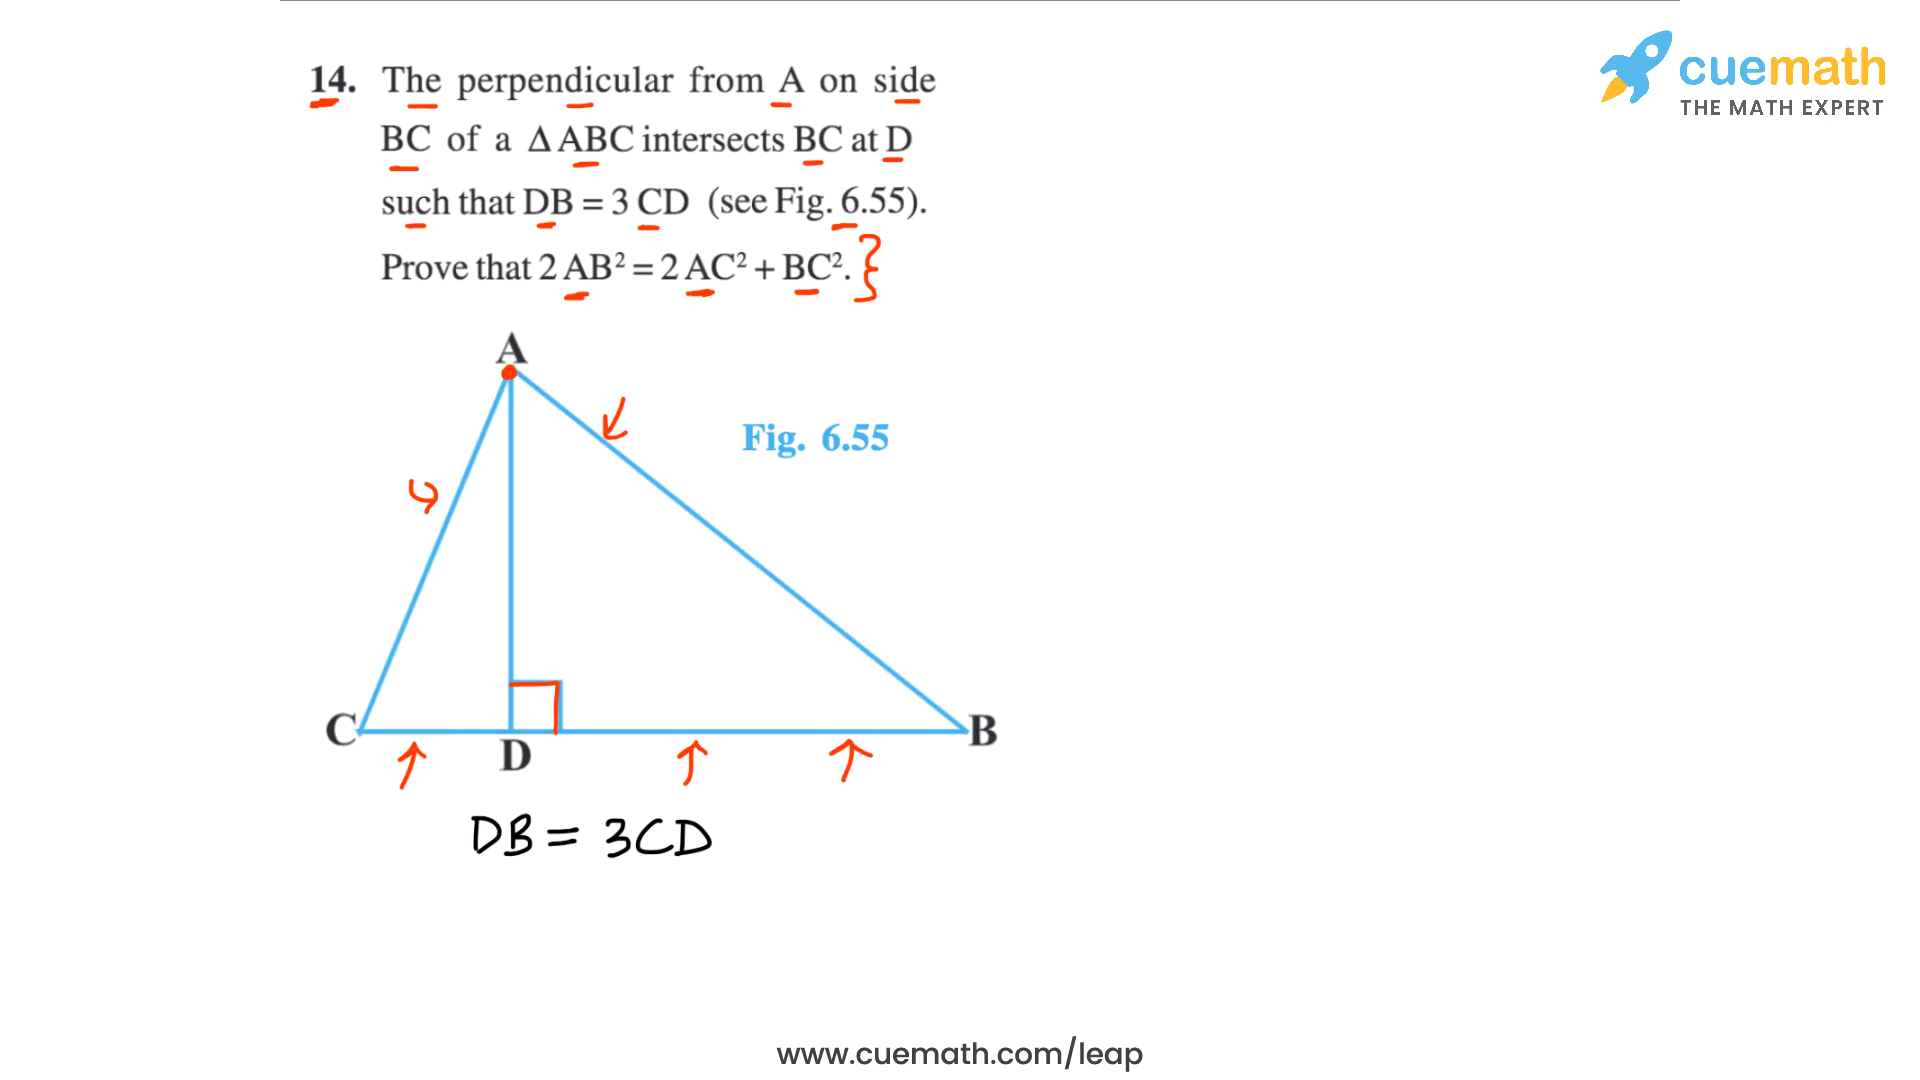 cuemath
THE MATH EXPERT
14. The perpendicular from A on side
BC of a Δ ABC intersects BC at D
such that DB = 3 CD (see Fig. 6.55).
Prove that 2 AB² = 2 AC² + BC².
A
Fig. 6.55
C
B
D
DB = 3CD
www.cuemath.com/leap